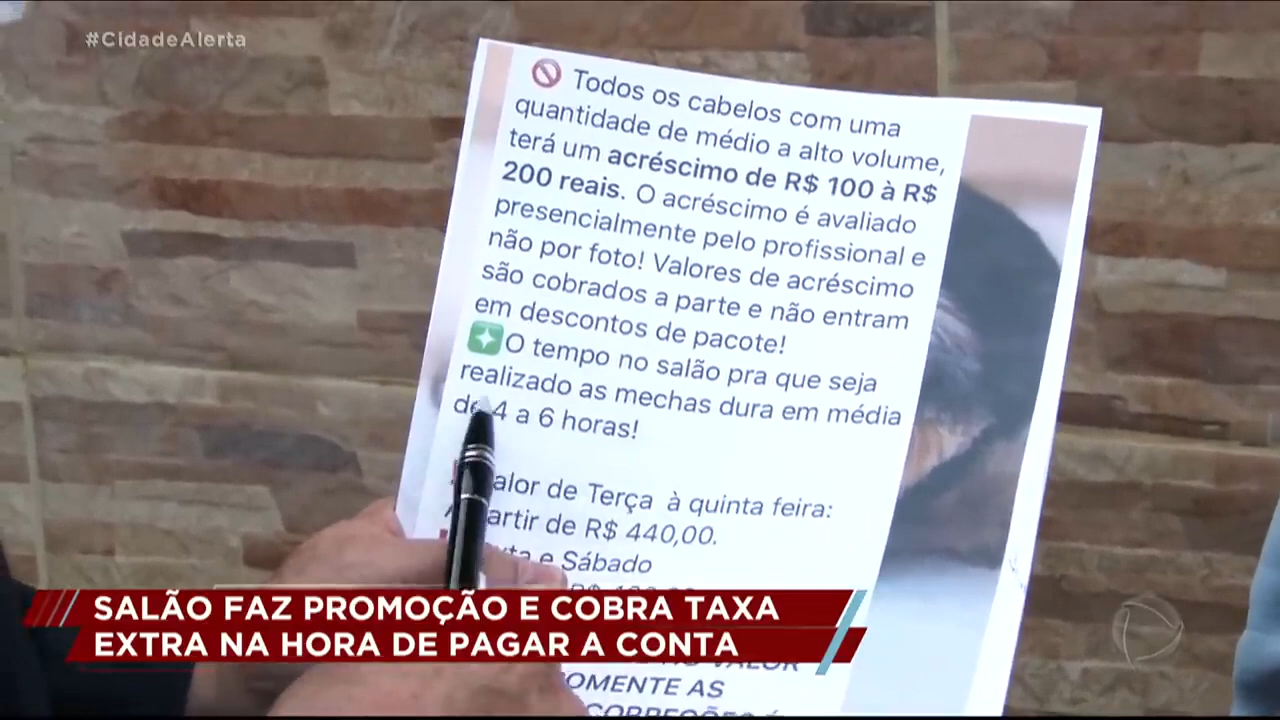 #CidadeAlerta
Todos os cabelos com uma
quantidade de médio a alto volume,
terá um acréscimo de R$ 100 à R$
200 reais. O acréscimo é avaliado
presencialmente pelo profissional e
não por foto! Valores de acréscimo
são cobrados a parte e não entram
em descontos de pacote!
O tempo no salão pra que seja
realizado as mechas dura em média
de 4 a 6 horas!
alor de Terça à quinta feira:
artir de R$ 440,00.
e Sábado
SALÃO FAZ PROMOÇÃO E COBRA TAXA
EXTRA NA HORA DE PAGAR A CONTA
VALOR
OMENTE AS